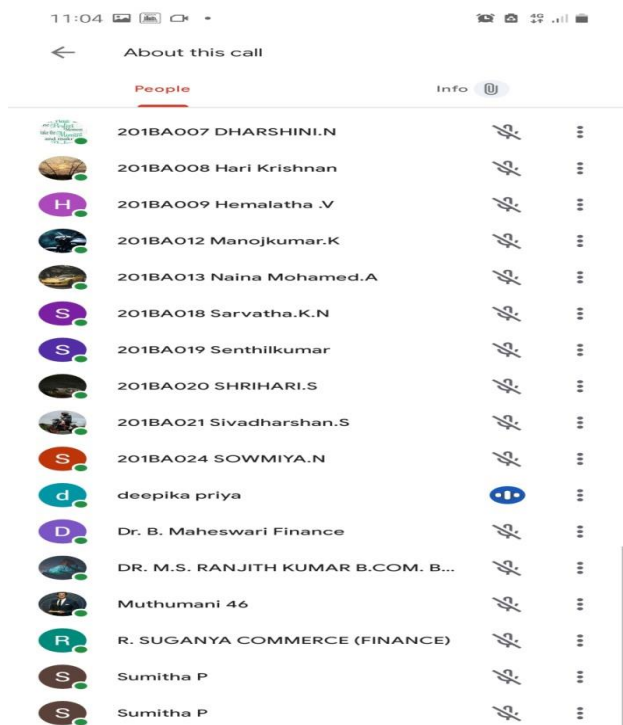 11:04
4G
About this call
People Info
201BA007 DHARSHINI.N
201BA008 Hari Krishnan
H 201BA009 Hemalatha .V
201BA012 Manojkumar.K
201BA013 Naina Mohamed.A
S 201BA018 Sarvatha.K.N
S 201BA019 Senthilkumar
201BA020 SHRIHARI.S
201BA021 Sivadharshan.S
S 201BA024 SOWMIYA.N
d deepika priya
D Dr. B. Maheswari Finance
DR. M.S. RANJITH KUMAR B.COM. B...
Muthumani 46
R R. SUGANYA COMMERCE (FINANCE)
S Sumitha P
S Sumitha P